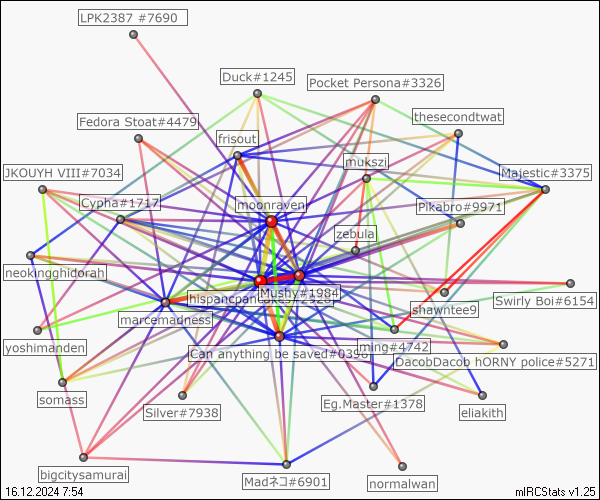 LPK2387 #7690
Duck#1245
Pocket Persona#3326
thesecondtwat
Fedora Stoat#4479
frisout
mukszi
JKOUYH VIII#7034
Majestic#3375
Cypha#1717
moonraven
Pikabro#9971
zebula
neokingghidorah
Mushy#1984
hispancpan
Swirly Boi#6154
shawntee9
marcemadness
yoshimanden
Can anything be saved#0398
ming#4742
DacobDacob hORNY police#5271
somass
Silver#7938
Eg.Master#1378
eliakith
bigcitysamurai
Madネコ#6901
normalwan
16.12.2024 7:54
mIRCStats v1.25